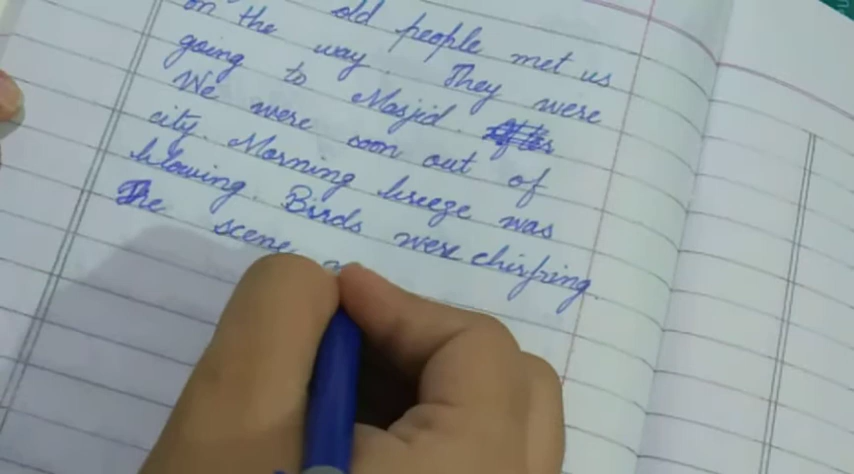 old people met us
on the way. They were
going to Masjid.
We were soon out of
city. Morning breeze was
blowing. Birds were chirping.
The scene